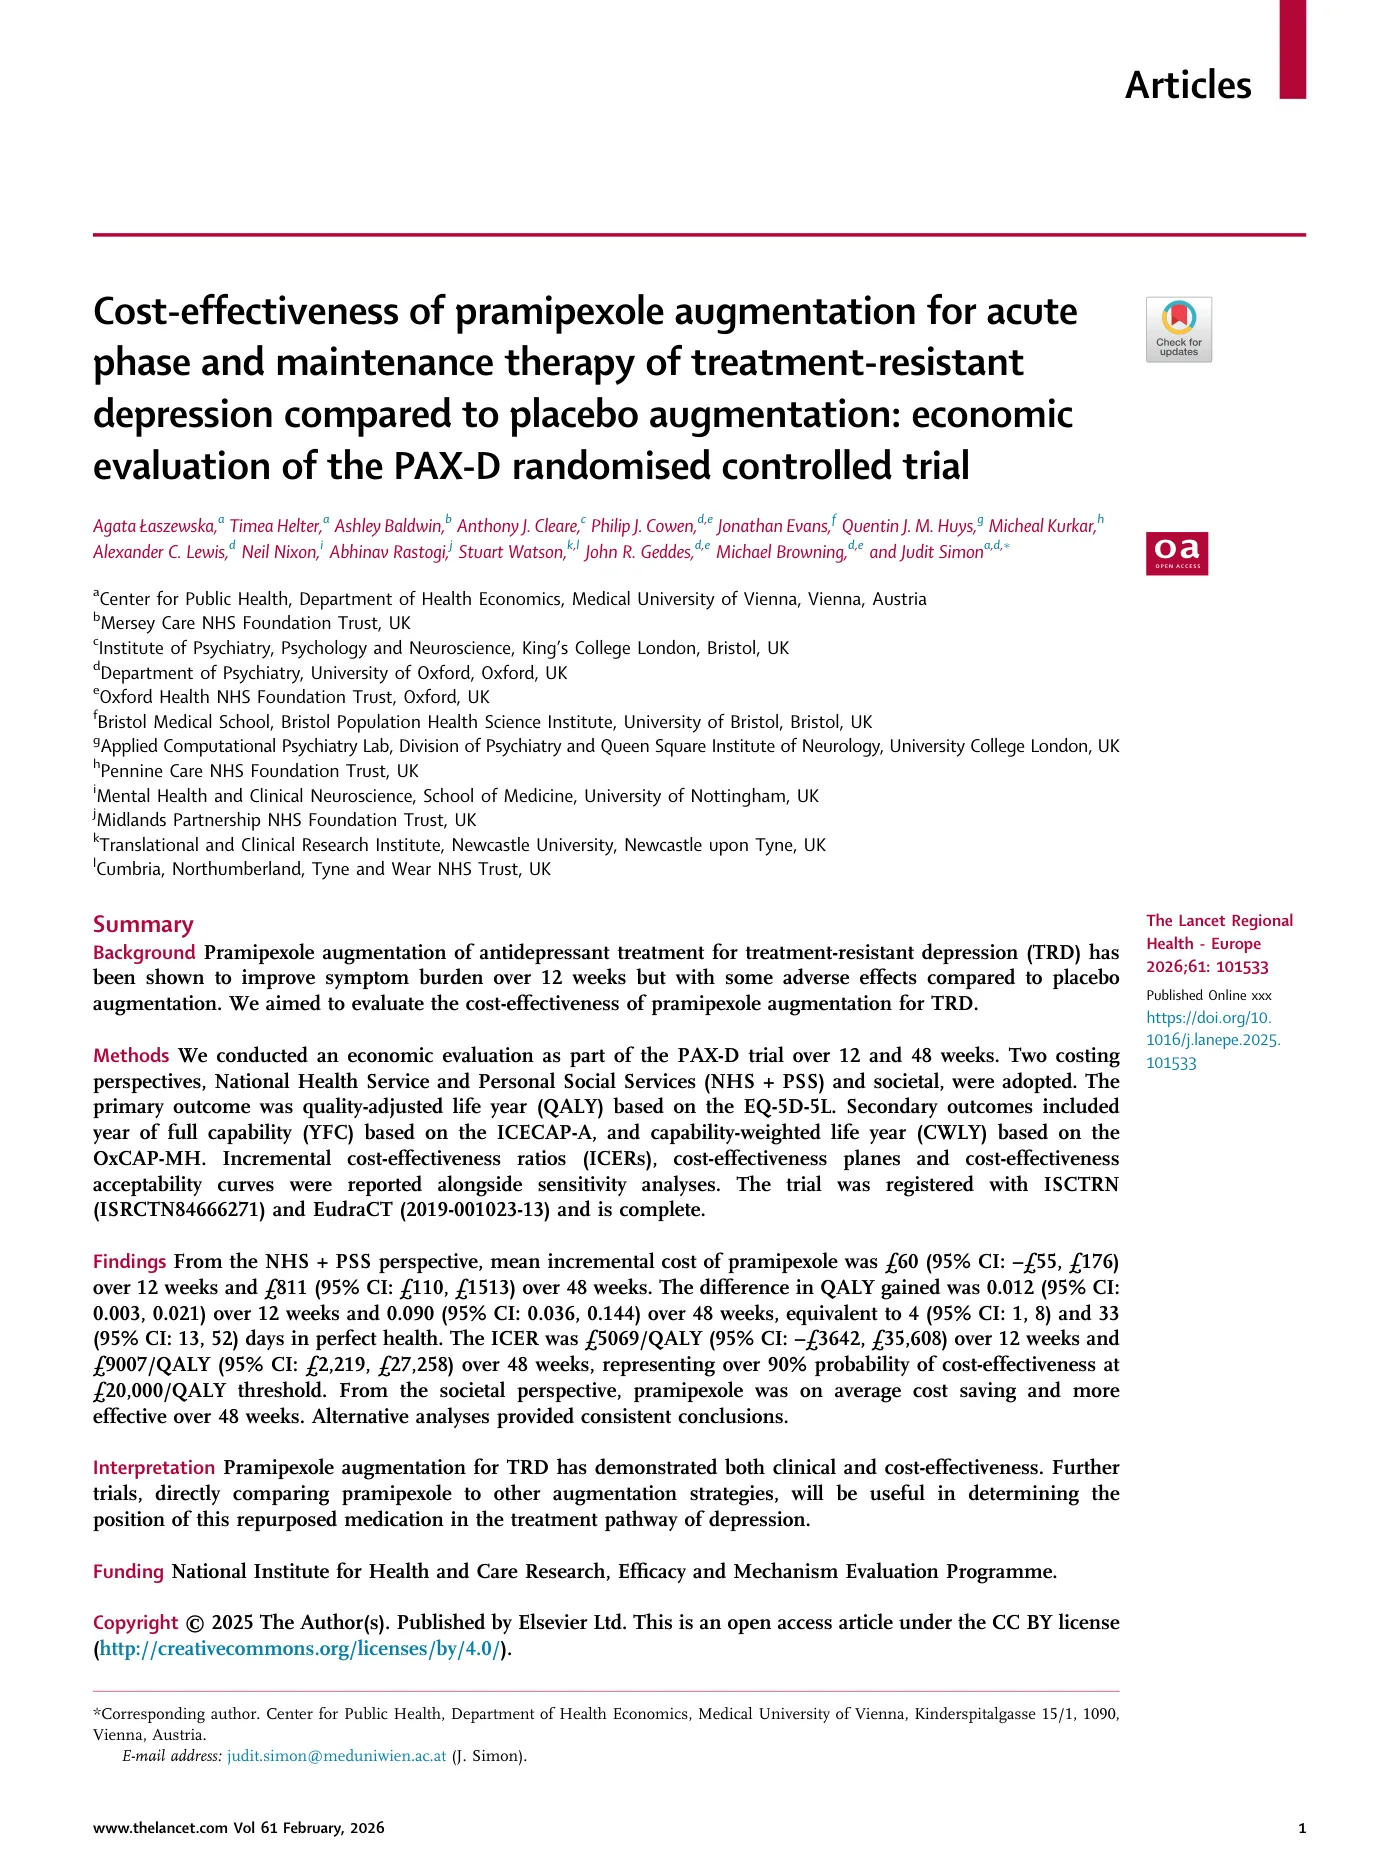 Articles
Cost-effectiveness of pramipexole augmentation for acute
phase and maintenance therapy of treatment-resistant
depression compared to placebo augmentation: economic
evaluation of the PAX-D randomised controlled trial
Check for
updates
Agata Łaszewska,a Timea Helter,a Ashley Baldwin,b Anthony J. Cleare,c Philip J. Cowen,d,e Jonathan Evans,f Quentin J. M. Huys,g Micheal Kurkar,h
Alexander C. Lewis,d Neil Nixon,i Abhinav Rastogi,j Stuart Watson,k,l John R. Geddes,d,e Michael Browning,d,e and Judit Simona,d,*
oa
OPEN ACCESS
aCenter for Public Health, Department of Health Economics, Medical University of Vienna, Vienna, Austria
bMersey Care NHS Foundation Trust, UK
cInstitute of Psychiatry, Psychology and Neuroscience, King's College London, Bristol, UK
dDepartment of Psychiatry, University of Oxford, Oxford, UK
eOxford Health NHS Foundation Trust, Oxford, UK
fBristol Medical School, Bristol Population Health Science Institute, University of Bristol, Bristol, UK
gApplied Computational Psychiatry Lab, Division of Psychiatry and Queen Square Institute of Neurology, University College London, UK
hPennine Care NHS Foundation Trust, UK
iMental Health and Clinical Neuroscience, School of Medicine, University of Nottingham, UK
jMidlands Partnership NHS Foundation Trust, UK
kTranslational and Clinical Research Institute, Newcastle University, Newcastle upon Tyne, UK
lCumbria, Northumberland, Tyne and Wear NHS Trust, UK
Summary
Background Pramipexole augmentation of antidepressant treatment for treatment-resistant depression (TRD) has
been shown to improve symptom burden over 12 weeks but with some adverse effects compared to placebo
augmentation. We aimed to evaluate the cost-effectiveness of pramipexole augmentation for TRD.
Methods We conducted an economic evaluation as part of the PAX-D trial over 12 and 48 weeks. Two costing
perspectives, National Health Service and Personal Social Services (NHS + PSS) and societal, were adopted. The
primary outcome was quality-adjusted life year (QALY) based on the EQ-5D-5L. Secondary outcomes included
year of full capability (YFC) based on the ICECAP-A, and capability-weighted life year (CWLY) based on the
OxCAP-MH. Incremental cost-effectiveness ratios (ICERs), cost-effectiveness planes and cost-effectiveness
acceptability curves were reported alongside sensitivity analyses. The trial was registered with ISCTRN
(ISRCTN84666271) and EudraCT (2019-001023-13) and is complete.
Findings From the NHS + PSS perspective, mean incremental cost of pramipexole was £60 (95% CI: –£55, £176)
over 12 weeks and £811 (95% CI: £110, £1513) over 48 weeks. The difference in QALY gained was 0.012 (95% CI:
0.003, 0.021) over 12 weeks and 0.090 (95% CI: 0.036, 0.144) over 48 weeks, equivalent to 4 (95% CI: 1, 8) and 33
(95% CI: 13, 52) days in perfect health. The ICER was £5069/QALY (95% CI: –£3642, £35,608) over 12 weeks and
£9007/QALY (95% CI: £2,219, £27,258) over 48 weeks, representing over 90% probability of cost-effectiveness at
£20,000/QALY threshold. From the societal perspective, pramipexole was on average cost saving and more
effective over 48 weeks. Alternative analyses provided consistent conclusions.
Interpretation Pramipexole augmentation for TRD has demonstrated both clinical and cost-effectiveness. Further
trials, directly comparing pramipexole to other augmentation strategies, will be useful in determining the
position of this repurposed medication in the treatment pathway of depression.
Funding National Institute for Health and Care Research, Efficacy and Mechanism Evaluation Programme.
Copyright © 2025 The Author(s). Published by Elsevier Ltd. This is an open access article under the CC BY license
(http://creativecommons.org/licenses/by/4.0/).
The Lancet Regional
Health - Europe
2026;61: 101533
Published Online xxx
https://doi.org/10.
1016/j.lanepe.2025.
101533
*Corresponding author. Center for Public Health, Department of Health Economics, Medical University of Vienna, Kinderspitalgasse 15/1, 1090,
Vienna, Austria.
E-mail address: judit.simon@meduniwien.ac.at (J. Simon).
www.thelancet.com Vol 61 February, 2026
1